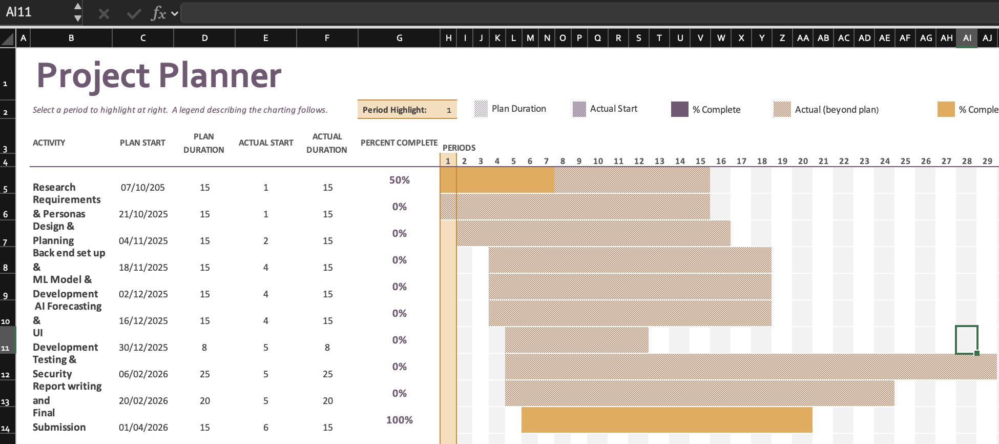 AI11
fx
A B C D E F G H I J K L M N O P Q R S T U V W X Y Z AA AB AC AD AE AF AG AH AI AJ
1 Project Planner
2 Select a period to highlight at right. A legend describing the charting follows. Period Highlight: 1 Plan Duration Actual Start % Complete Actual (beyond plan) % Comple
3 ACTIVITY PLAN START PLAN DURATION ACTUAL START ACTUAL DURATION PERCENT COMPLETE PERIODS
4 1 2 3 4 5 6 7 8 9 10 11 12 13 14 15 16 17 18 19 20 21 22 23 24 25 26 27 28 29
5 Research 07/10/205 15 1 15 50%
6 Requirements & Personas 21/10/2025 15 1 15 0%
7 Design & Planning 04/11/2025 15 2 15 0%
8 Back end set up & 18/11/2025 15 4 15 0%
9 ML Model & Development 02/12/2025 15 4 15 0%
10 AI Forecasting & 16/12/2025 15 4 15 0%
11 UI Development 30/12/2025 8 5 8 0%
12 Testing & Security 06/02/2026 25 5 25 0%
13 Report writing and 20/02/2026 20 5 20 0%
14 Final Submission 01/04/2026 15 6 15 100%